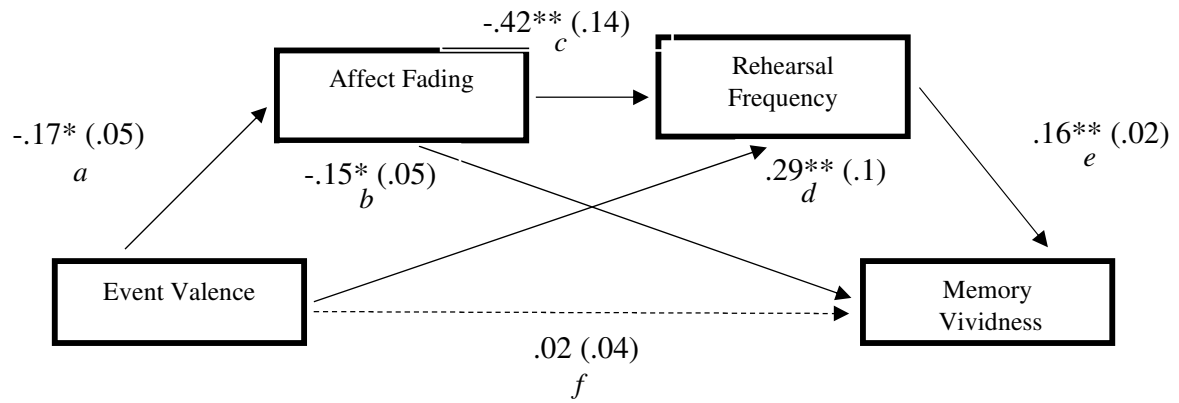 -.42** (.14)
c
Affect Fading
Rehearsal
Frequency
-.17* (.05)
a
-.15* (.05)
b
.29** (.1)
d
.16** (.02)
e
Event Valence
Memory
Vividness
.02 (.04)
f